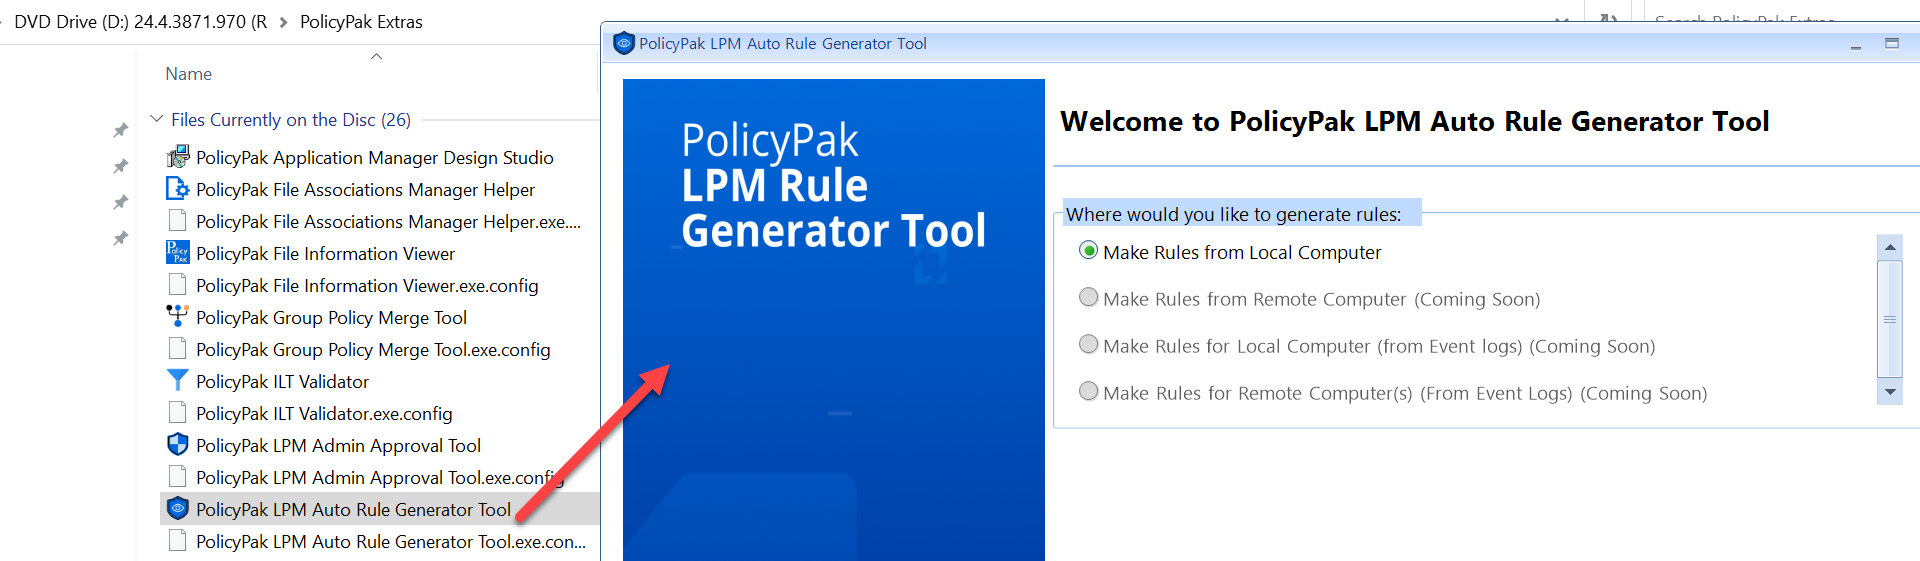 DVD Drive (D:) 24.4.3871.970 (R > PolicyPak Extras
Search PolicyPak Extras
Name
Files Currently on the Disc (26)
PolicyPak Application Manager Design Studio
PolicyPak File Associations Manager Helper
PolicyPak File Associations Manager Helper.exe....
Policy Pak
PolicyPak File Information Viewer
PolicyPak File Information Viewer.exe.config
PolicyPak Group Policy Merge Tool
PolicyPak Group Policy Merge Tool.exe.config
PolicyPak ILT Validator
PolicyPak ILT Validator.exe.config
PolicyPak LPM Admin Approval Tool
PolicyPak LPM Admin Approval Tool.exe.config
PolicyPak LPM Auto Rule Generator Tool
PolicyPak LPM Auto Rule Generator Tool.exe.con...
PolicyPak LPM Auto Rule Generator Tool
PolicyPak
LPM Rule
Generator Tool
Welcome to PolicyPak LPM Auto Rule Generator Tool
Where would you like to generate rules:
Make Rules from Local Computer
Make Rules from Remote Computer (Coming Soon)
Make Rules for Local Computer (from Event logs) (Coming Soon)
Make Rules for Remote Computer(s) (From Event Logs) (Coming Soon)